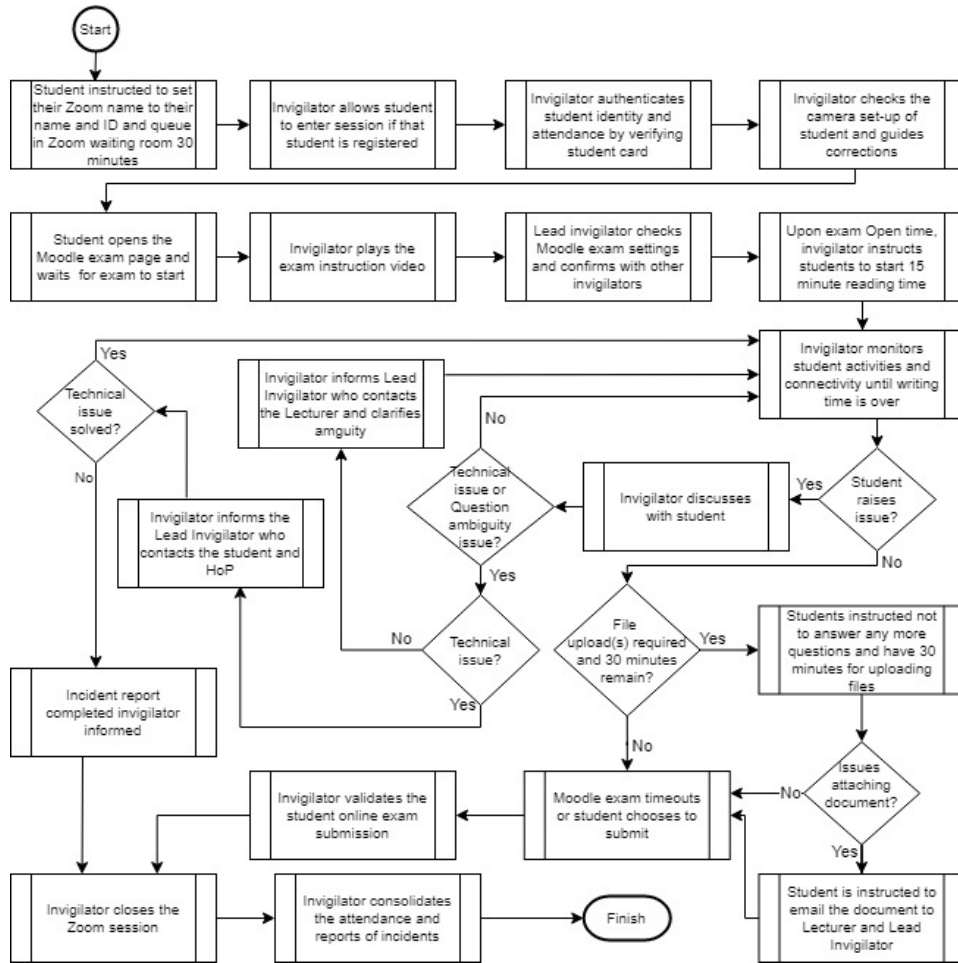 Start
Student instructed to set
their Zoom name to their
name and ID and queue
in Zoom waiting room 30
minutes
Invigilator allows student
to enter session if that
student is registered
Invigilator authenticates
student identity and
attendance by verifying
student card
Invigilator checks the
camera set-up of
student and guides
corrections
Student opens the
Moodle exam page and
waits for exam to start
Invigilator plays the
exam instruction video
Lead invigilator checks
Moodle exam settings
and confirms with other
invigilators
Upon exam Open time,
invigilator instructs
students to start 15
minute reading time
Yes
Technical
issue
solved?
No
Invigilator informs Lead
Invigilator who contacts
the Lecturer and clarifies
amguity
No
Invigilator monitors
student activities and
connectivity until writing
time is over
Technical
issue or
Question
ambiguity
issue?
Yes
Invigilator discusses
with student
Yes
Student
raises
issue?
No
Invigilator informs the
Lead Invigilator who
contacts the student and
HoP
No
Technical
issue?
Yes
File
upload(s) required
and 30 minutes
remain?
Yes
No
Students instructed not
to answer any more
questions and have 30
minutes for uploading
files
Incident report
completed invigilator
informed
Invigilator validates the
student online exam
submission
Moodle exam timeouts
or student chooses to
submit
No
Issues
attaching
document?
Yes
Invigilator closes the
Zoom session
Invigilator consolidates
the attendance and
reports of incidents
Finish
Student is instructed to
email the document to
Lecturer and Lead
Invigilator